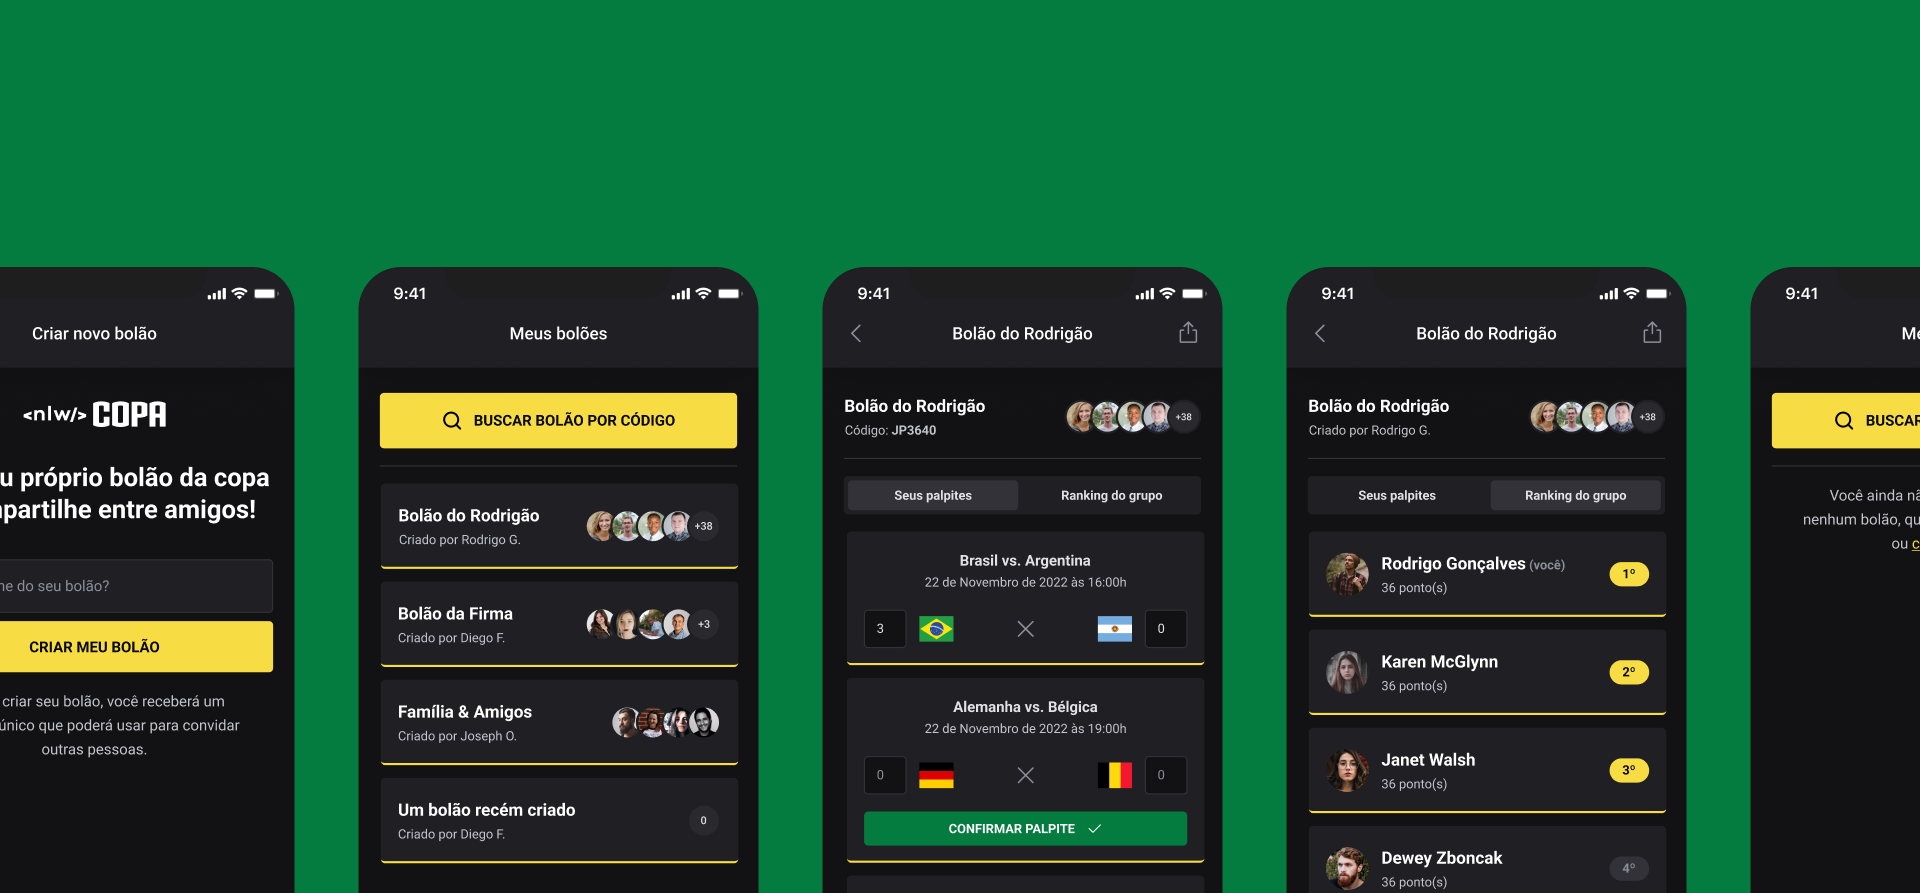 Criar novo bolão
<nlw/> COPA
u próprio bolão da copa
partilhe entre amigos!
ne do seu bolão?
CRIAR MEU BOLÃO
criar seu bolão, você receberá um
único que poderá usar para convidar
outras pessoas.
9:41
Meus bolões
BUSCAR BOLÃO POR CÓDIGO
Bolão do Rodrigão
Criado por Rodrigo G.
+38
Bolão da Firma
Criado por Diego F.
+3
Família & Amigos
Criado por Joseph O.
Um bolão recém criado
Criado por Diego F.
0
9:41
Bolão do Rodrigão
Bolão do Rodrigão
Código: JP3640
+38
Seus palpites
Ranking do grupo
Brasil vs. Argentina
22 de Novembro de 2022 às 16:00h
3
0
Alemanha vs. Bélgica
22 de Novembro de 2022 às 19:00h
0
0
CONFIRMAR PALPITE
9:41
Bolão do Rodrigão
Bolão do Rodrigão
Criado por Rodrigo G.
+38
Seus palpites
Ranking do grupo
Rodrigo Gonçalves (você)
36 ponto(s)
1º
Karen McGlynn
36 ponto(s)
2º
Janet Walsh
36 ponto(s)
3º
Dewey Zboncak
36 ponto(s)
4º
9:41
Me
BUSCAR
Você ainda nã
nenhum bolão, qu
ou c